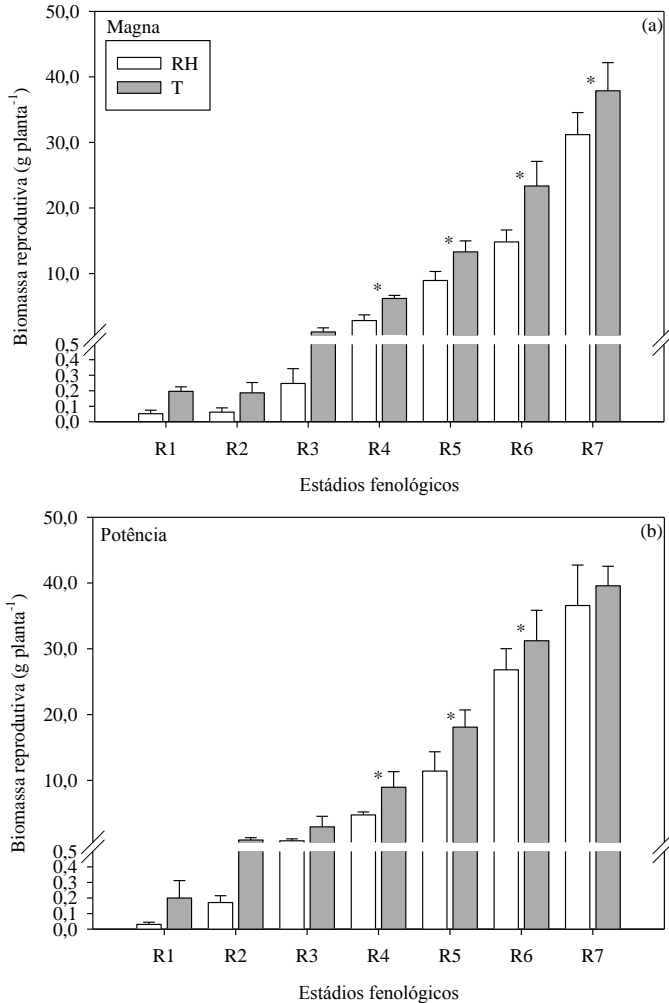 Magna
(a)
RH
T
Biomassa reprodutiva (g planta-1)
50,0
40,0
30,0
20,0
10,0
0,5
0,4
0,3
0,2
0,1
0,0
*
*
*
*
R1 R2 R3 R4 R5 R6 R7
Estádios fenológicos
Potência
(b)
Biomassa reprodutiva (g planta-1)
50,0
40,0
30,0
20,0
10,0
0,5
0,4
0,3
0,2
0,1
0,0
*
*
*
R1 R2 R3 R4 R5 R6 R7
Estádios fenológicos